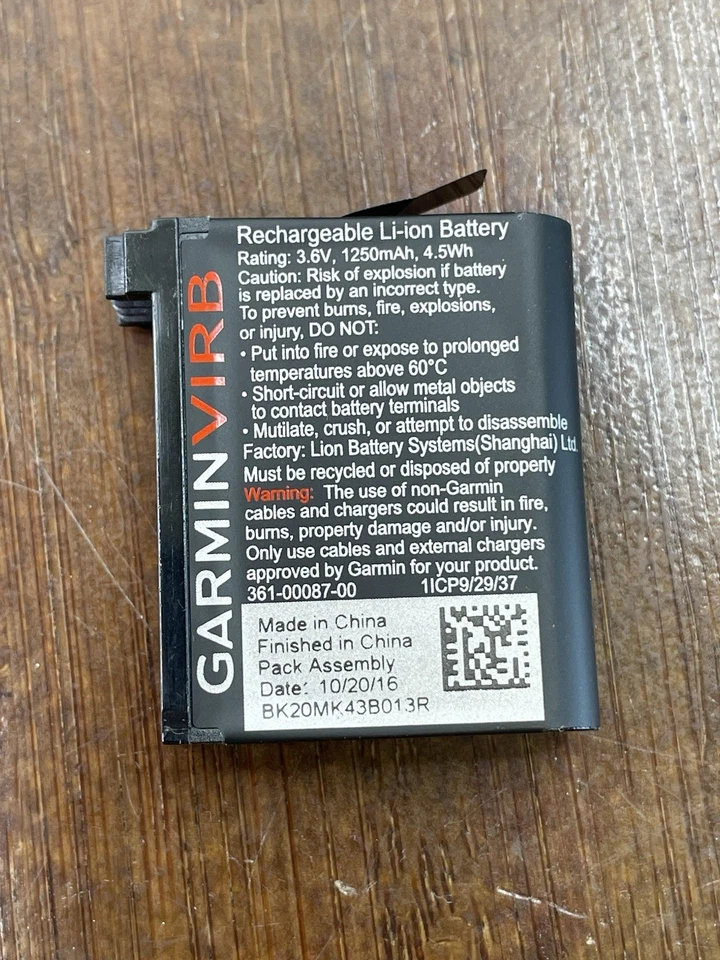 GARMIN VIRB
Rechargeable Li-ion Battery
Rating: 3.6V, 1250mAh, 4.5Wh
Caution: Risk of explosion if battery
is replaced by an incorrect type.
To prevent burns, fire, explosions,
or injury, DO NOT:
• Put into fire or expose to prolonged
temperatures above 60°C
• Short-circuit or allow metal objects
to contact battery terminals
• Mutilate, crush, or attempt to disassemble
Factory: Lion Battery Systems(Shanghai) Ltd.
Must be recycled or disposed of properly
Warning: The use of non-Garmin
cables and chargers could result in fire,
burns, property damage and/or injury.
Only use cables and external chargers
approved by Garmin for your product.
361-00087-00 1ICP9/29/37
Made in China
Finished in China
Pack Assembly
Date: 10/20/16
BK20MK43B013R